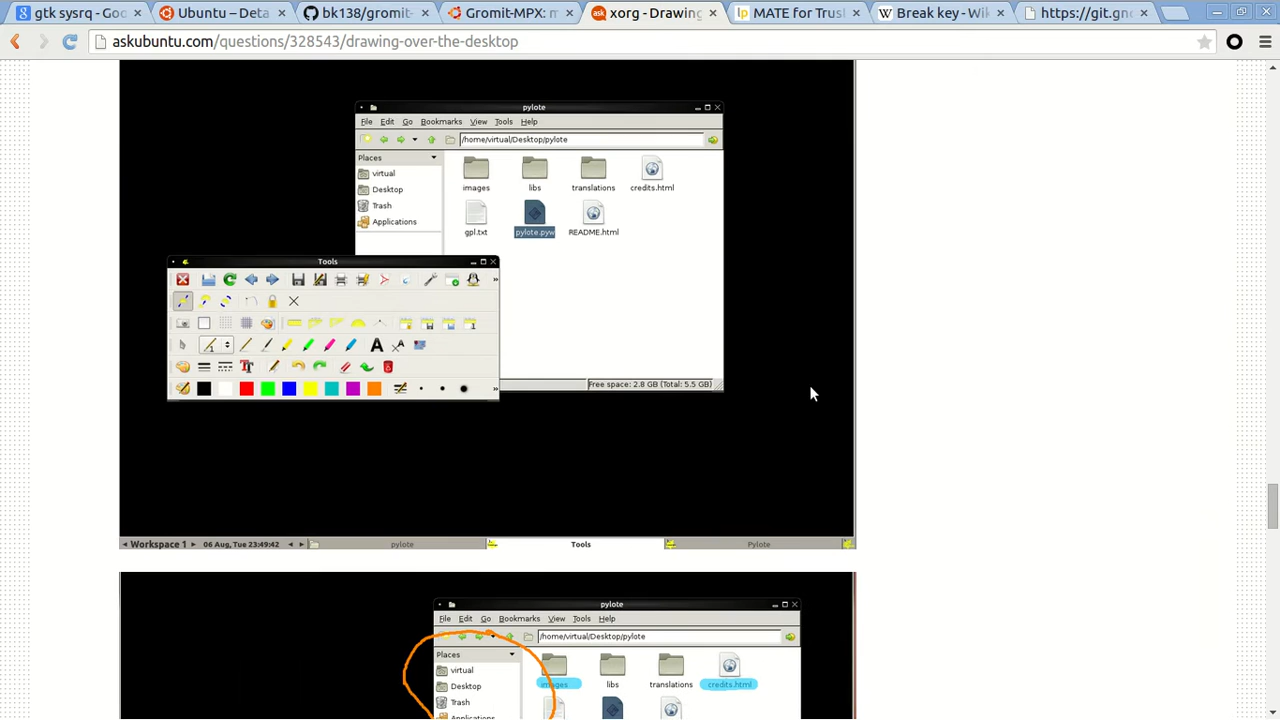 gtk sysrq - Goo
Ubuntu – Deta
bk138/gromit-
Gromit-MPX: m
xorg - Drawing
MATE for Trus
Break key - Wik
https://git.gno
askubuntu.com/questions/328543/drawing-over-the-desktop
pylote
File Edit Go Bookmarks View Tools Help
/home/virtual/Desktop/pylote
Places
virtual
Desktop
Trash
Applications
images libs translations credits.html
gpl.txt pylote.pyw README.html
Free space: 2.8 GB (Total: 5.5 GB)
Tools
Workspace 1 06 Aug, Tue 23:49:42 pylote Tools Pylote
pylote
File Edit Go Bookmarks View Tools Help
/home/virtual/Desktop/pylote
Places
virtual
Desktop
Trash
Applications
images libs translations credits.html